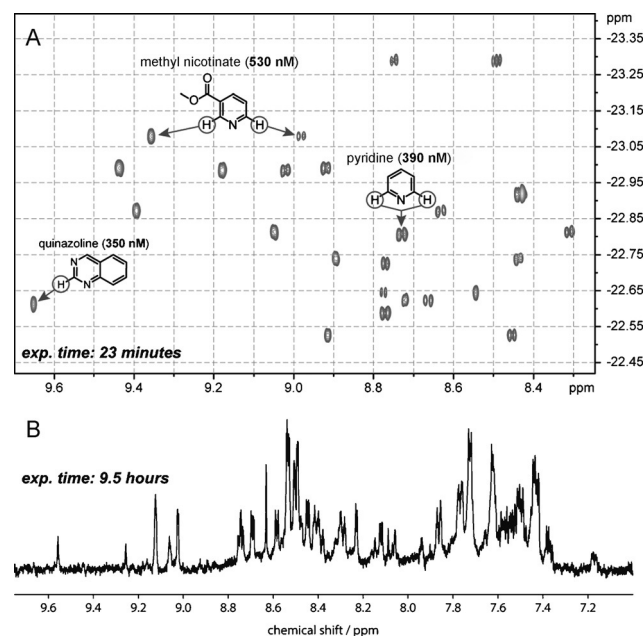 A
ppm
-23.35
-23.25
-23.15
-23.05
-22.95
-22.85
-22.75
-22.65
-22.55
-22.45
methyl nicotinate (530 nM)
O
O
H N H
pyridine (390 nM)
H N H
quinazoline (350 nM)
N
H N
exp. time: 23 minutes
9.6 9.4 9.2 9.0 8.8 8.6 8.4 ppm
B
exp. time: 9.5 hours
9.6 9.4 9.2 9.0 8.8 8.6 8.4 8.2 8.0 7.8 7.6 7.4 7.2
chemical shift / ppm